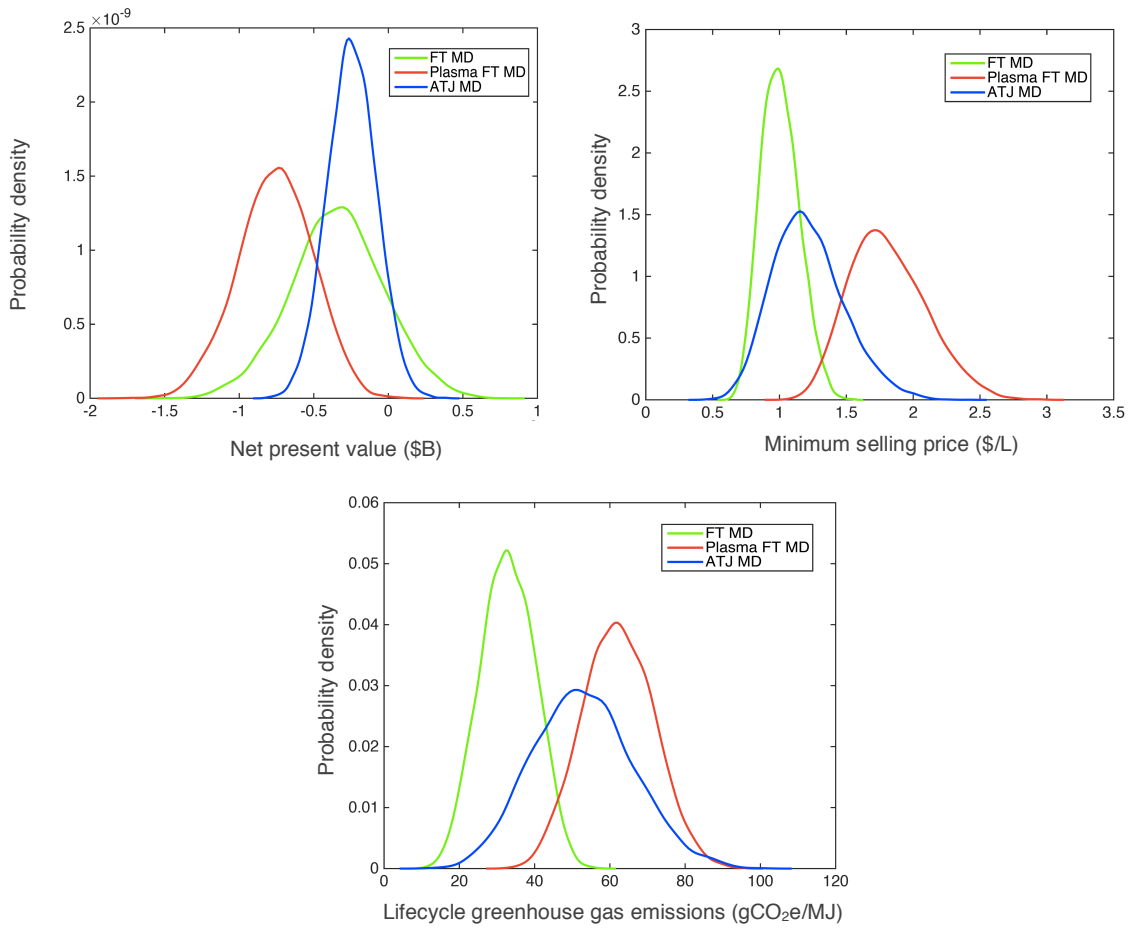 ×10⁻⁹
2.5
2
1.5
1
0.5
0
-2
-1.5
-1
-0.5
0
0.5
1
Probability density
Net present value ($B)
FT MD
Plasma FT MD
ATJ MD
3
2.5
2
1.5
1
0.5
0
0
0.5
1
1.5
2
2.5
3
3.5
Probability density
Minimum selling price ($/L)
FT MD
Plasma FT MD
ATJ MD
0.06
0.05
0.04
0.03
0.02
0.01
0
0
20
40
60
80
100
120
Probability density
Lifecycle greenhouse gas emissions (gCO₂e/MJ)
FT MD
Plasma FT MD
ATJ MD